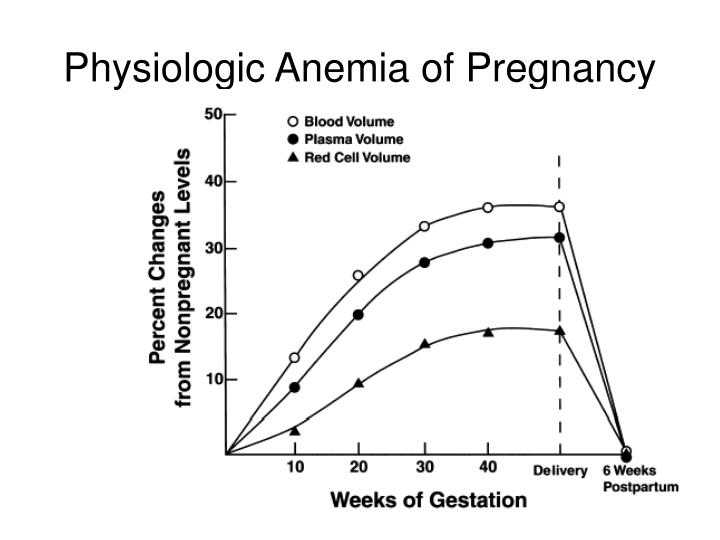 Physiologic Anemia of Pregnancy
50
Blood Volume
Plasma Volume
Red Cell Volume
40
30
20
10
Percent Changes
from Nonpregnant Levels
10 20 30 40 Delivery 6 Weeks
Postpartum
Weeks of Gestation